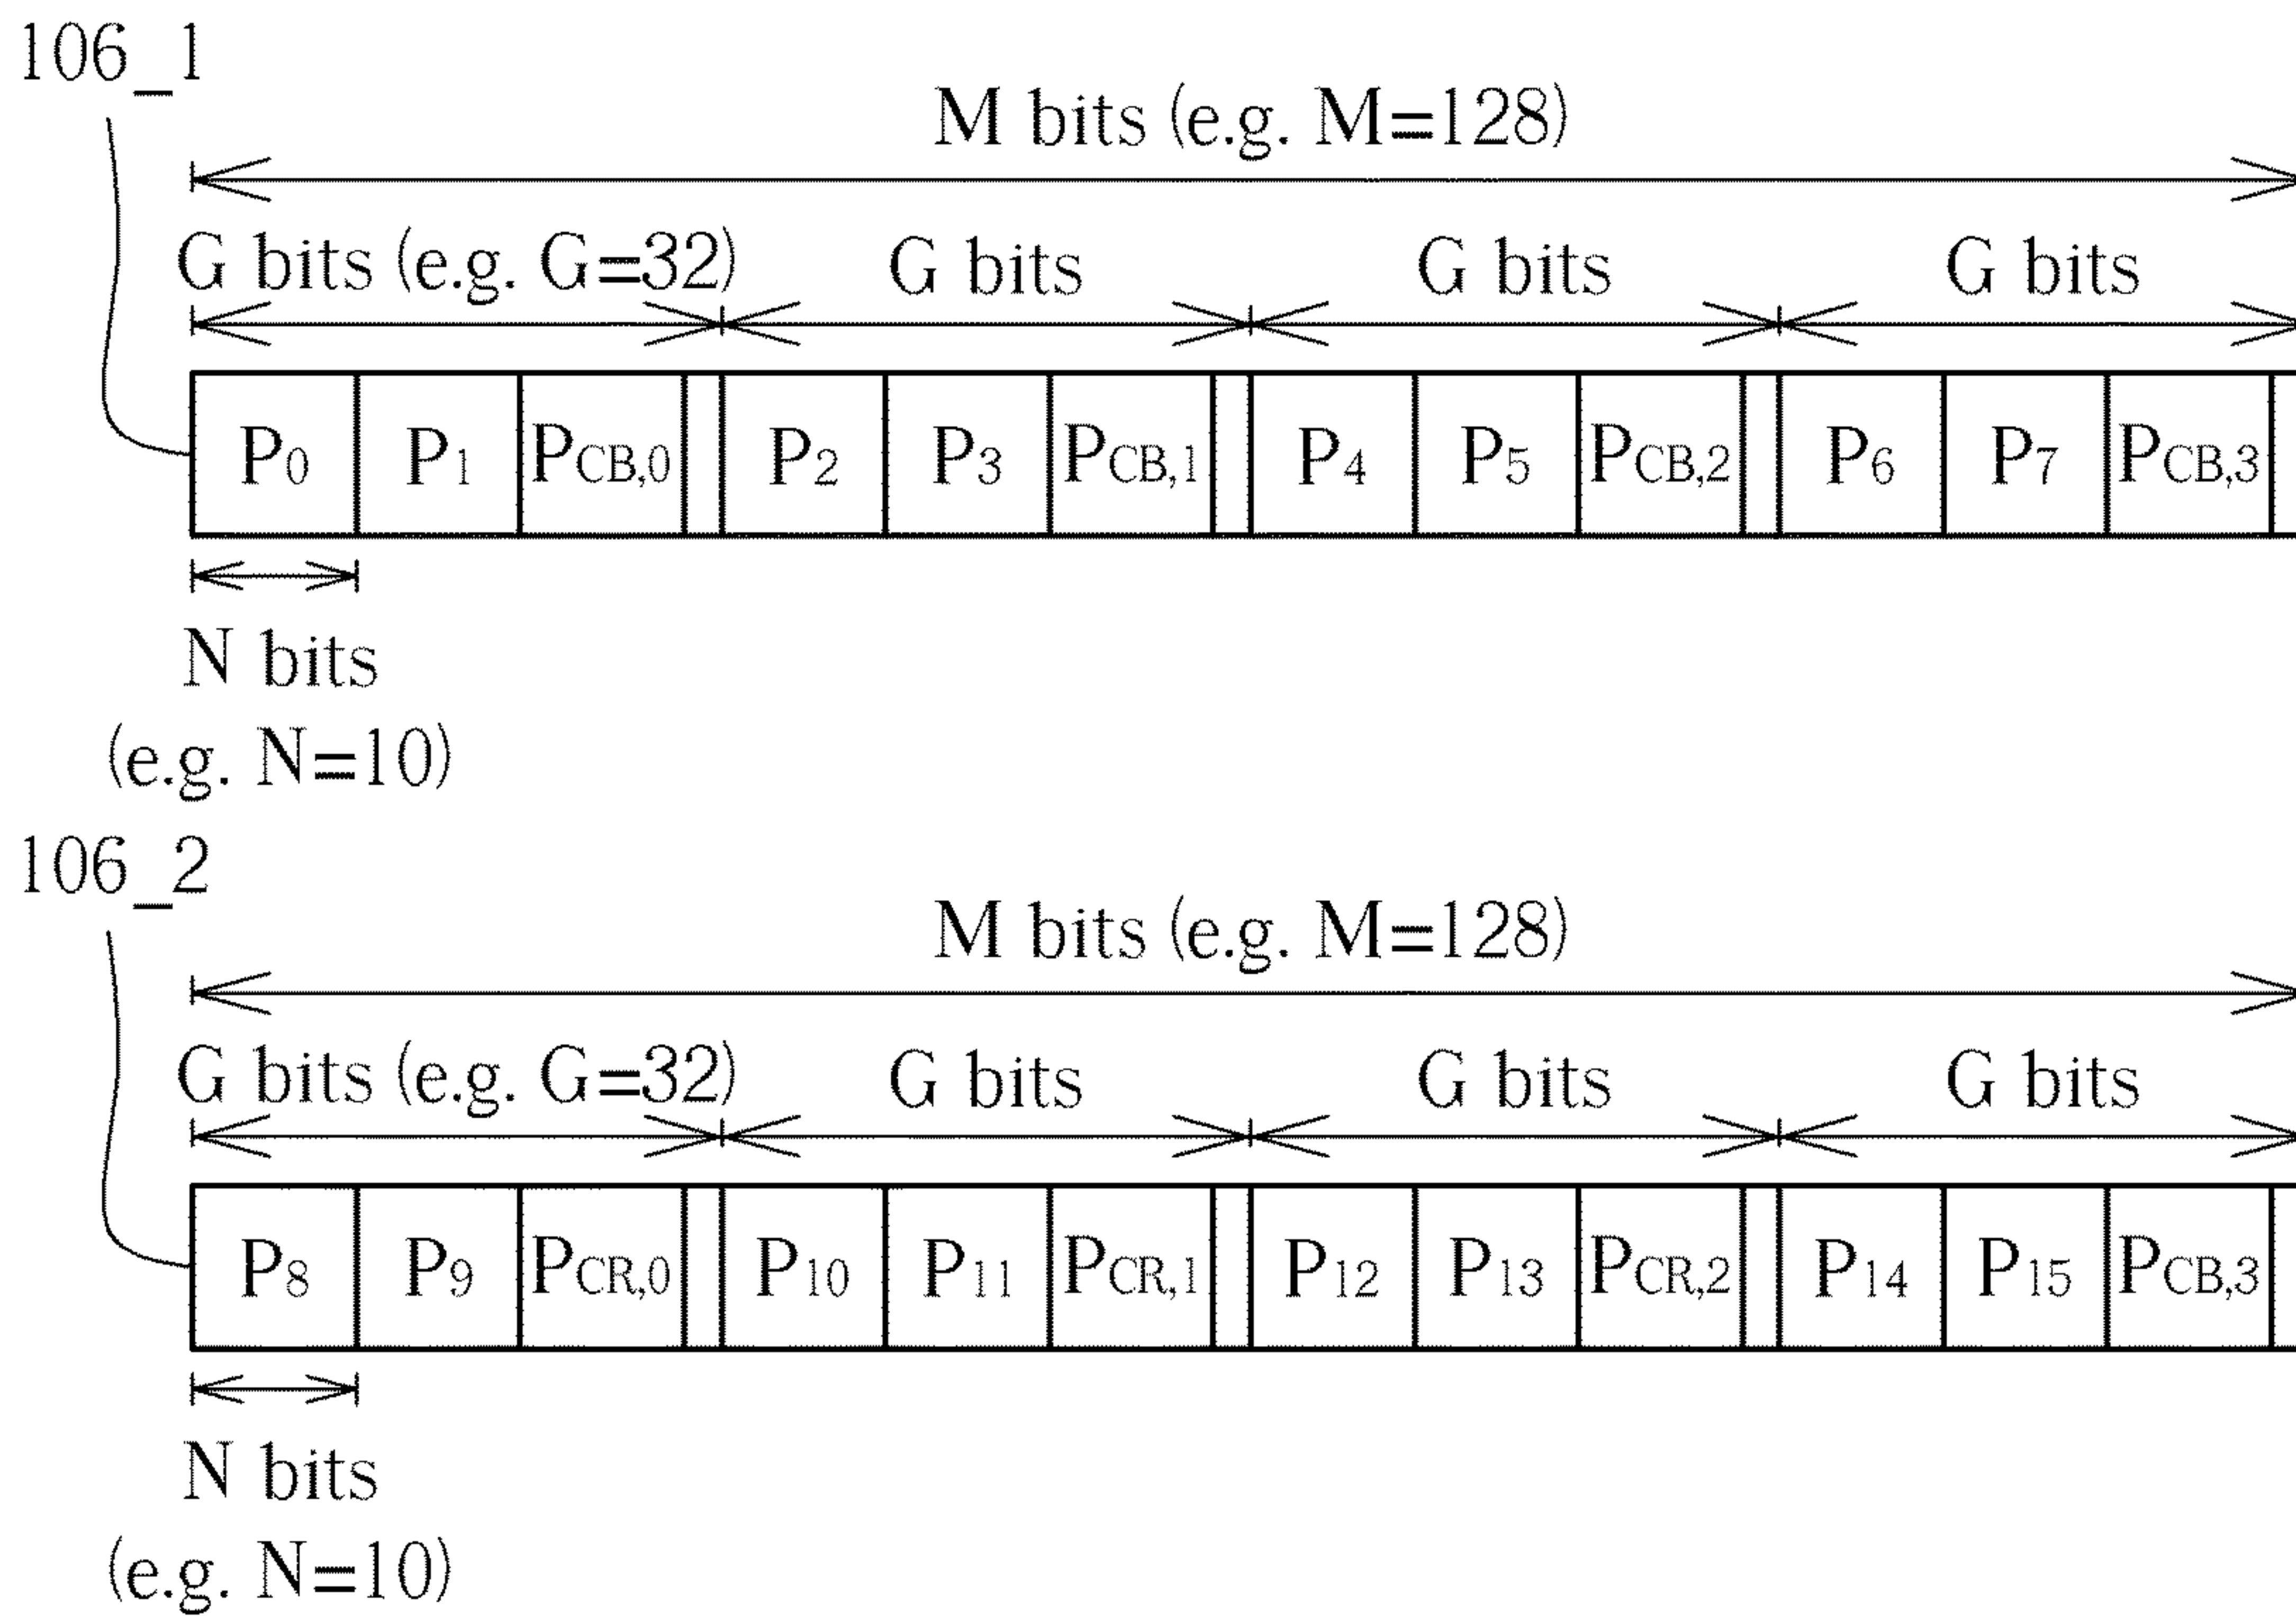 106_1
M bits (e.g. M=128)
G bits (e.g. G=32) G bits G bits G bits
P0 P1 PCB,0 P2 P3 PCB,1 P4 P5 PCB,2 P6 P7 PCB,3
N bits
(e.g. N=10)
106_2
M bits (e.g. M=128)
G bits (e.g. G=32) G bits G bits G bits
P8 P9 PCR,0 P10 P11 PCR,1 P12 P13 PCR,2 P14 P15 PCB,3
N bits
(e.g. N=10)